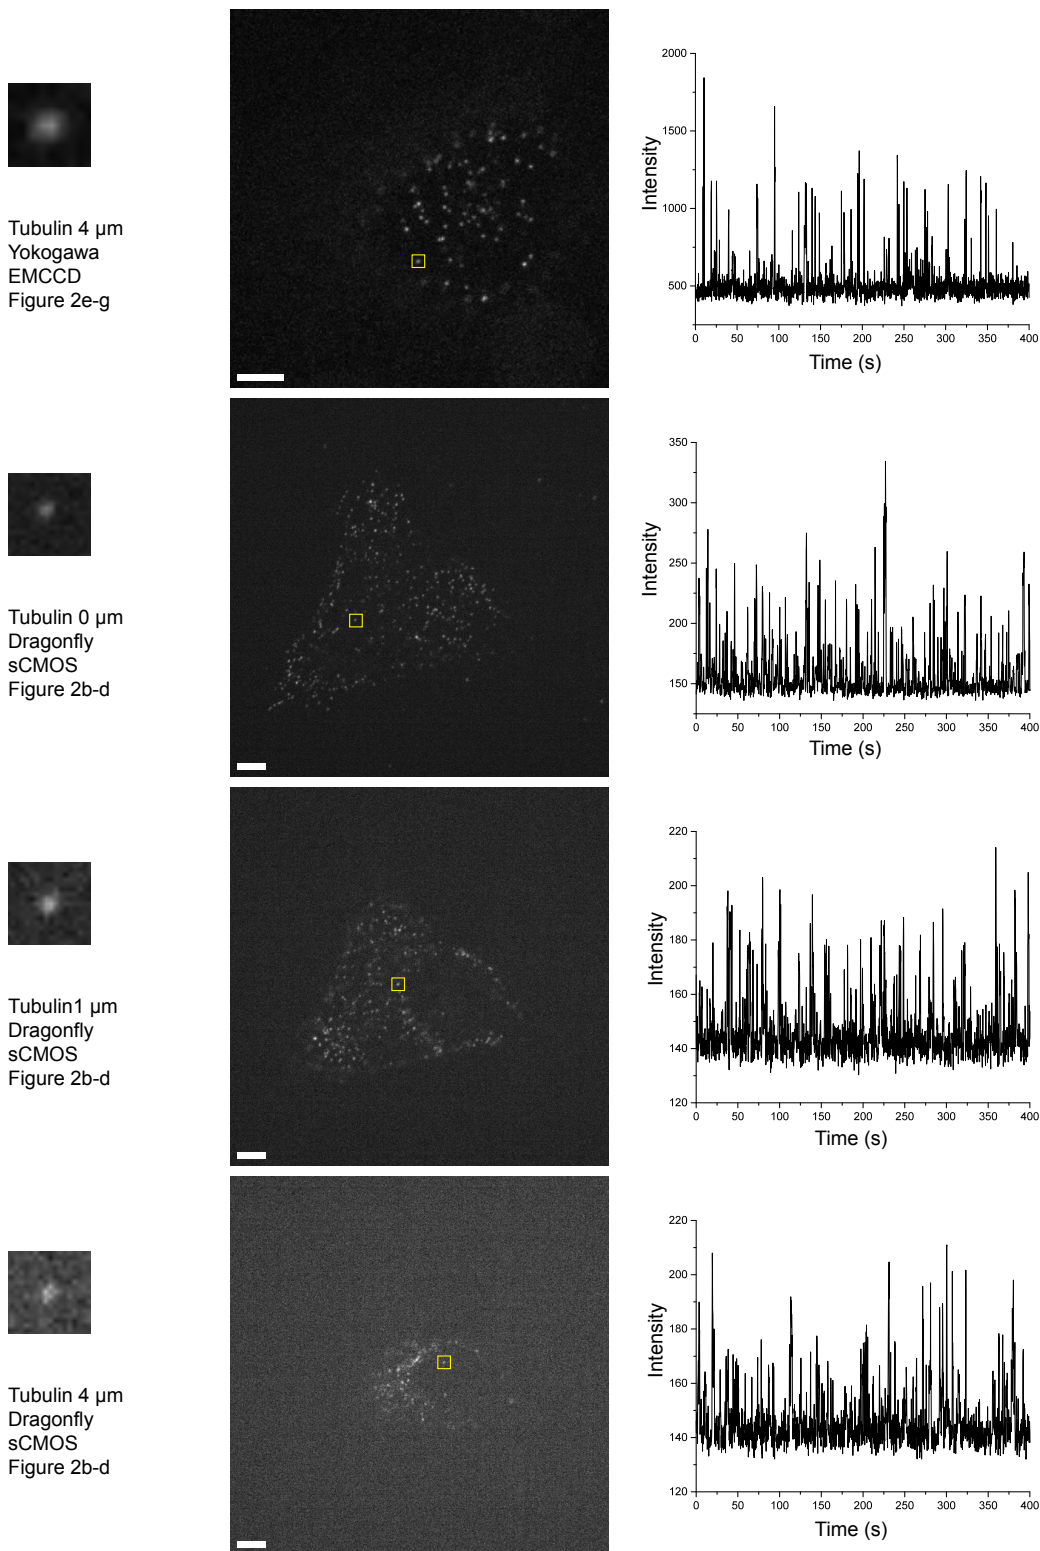 Tubulin 4 µm
Yokogawa
EMCCD
Figure 2e-g
2000
1500
1000
500
Intensity
0 50 100 150 200 250 300 350 400
Time (s)
Tubulin 0 µm
Dragonfly
sCMOS
Figure 2b-d
350
300
250
200
150
Intensity
0 50 100 150 200 250 300 350 400
Time (s)
Tubulin1 µm
Dragonfly
sCMOS
Figure 2b-d
220
200
180
160
140
120
Intensity
0 50 100 150 200 250 300 350 400
Time (s)
Tubulin 4 µm
Dragonfly
sCMOS
Figure 2b-d
220
200
180
160
140
120
Intensity
0 50 100 150 200 250 300 350 400
Time (s)